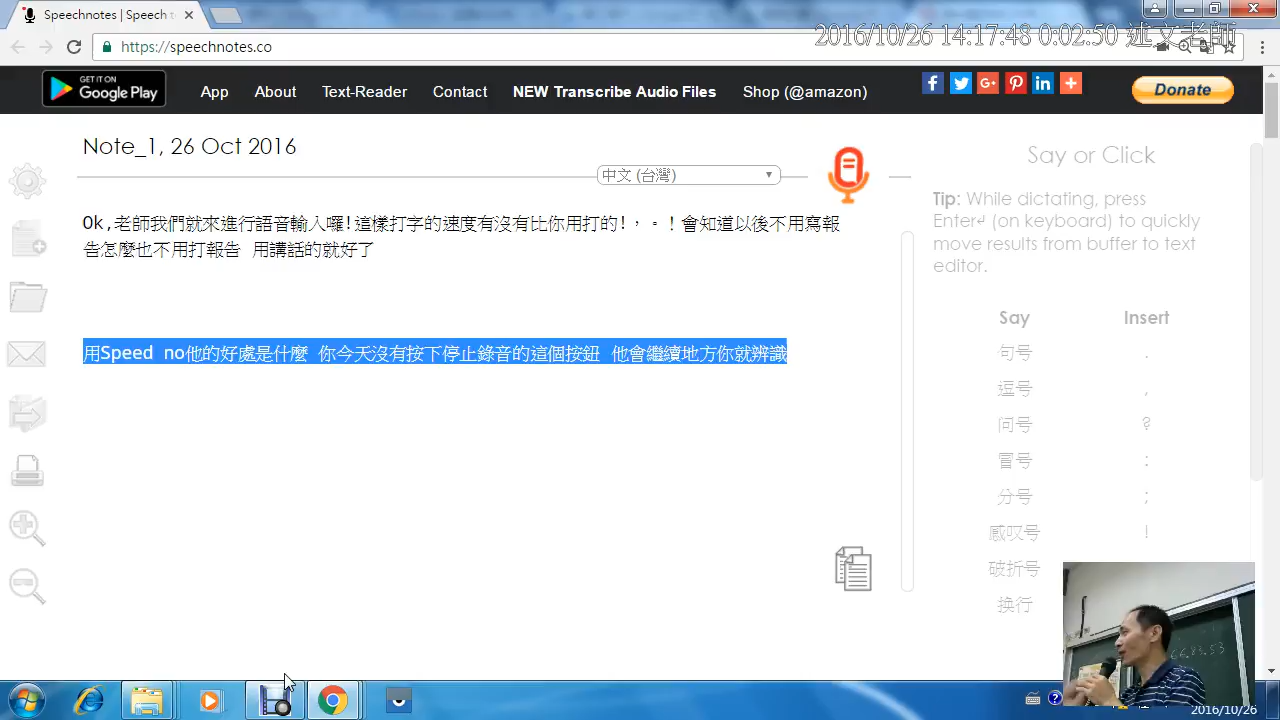 Speechnotes | Speech t
2016/10/26 14:17:48 0:02:50 述文老師
https://speechnotes.co
GET IT ON
Google Play
App
About
Text-Reader
Contact
NEW Transcribe Audio Files
Shop (@amazon)
Donate
Note_1, 26 Oct 2016
中文 (台灣)
Ok,老師我們就來進行語音輸入囉!這樣打字的速度有沒有比你用打的!，-！會知這以後不用寫報
告怎麼也不用打報告 用講話的就好了
用Speed no他的好處是什麼 你今天沒有按下停止錄音的這個按鈕 他會繼續地方你就辨識
Say or Click
Tip: While dictating, press
Enter↵ (on keyboard) to quickly
move results from buffer to text
editor.
Say Insert
句号 .
逗号 ,
问号 ?
冒号 :
分号 ;
感叹号 !
破折号
换行
66.83.53
2016/10/26